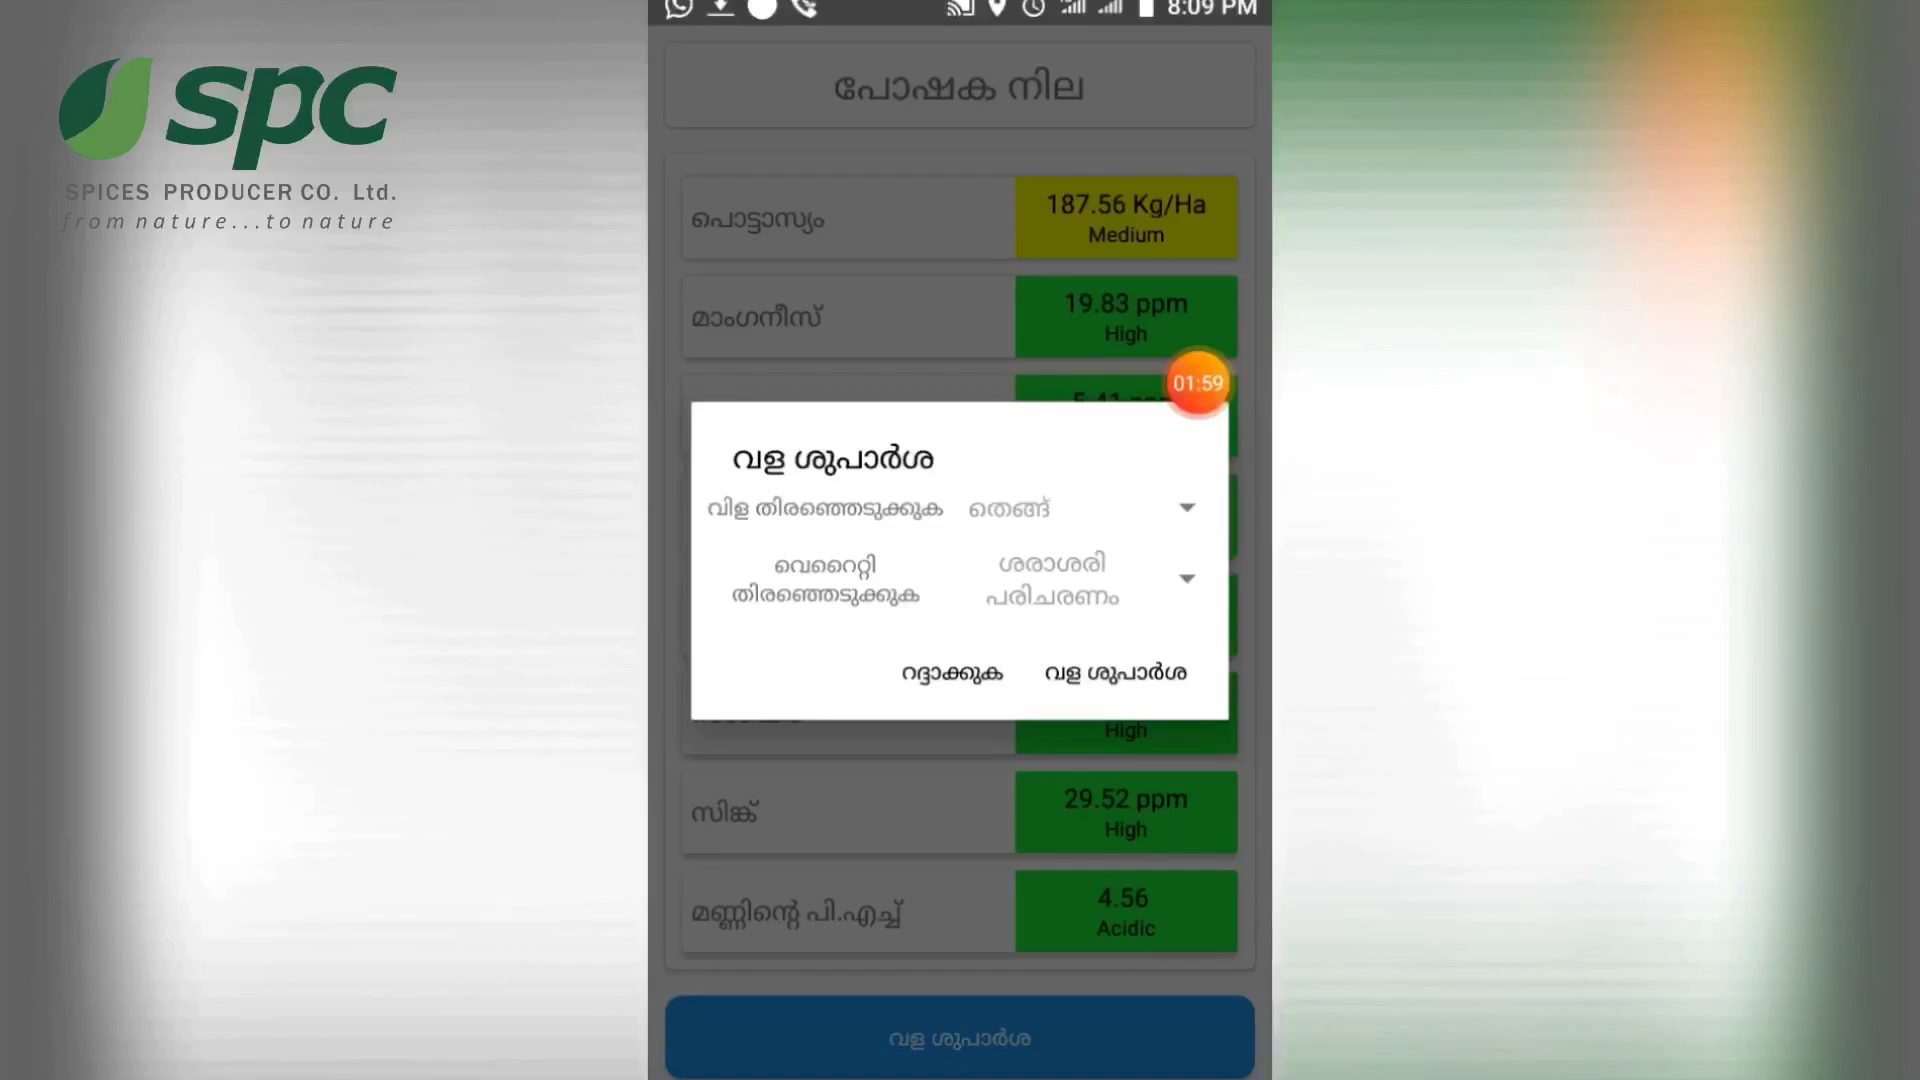 spc
SPICES PRODUCER CO. Ltd.
from nature...to nature
8:09 PM
പോഷക നില
പൊട്ടാസ്യം
187.56 Kg/Ha
Medium
മാംഗനീസ്
19.83 ppm
High
01:59
വള ശുപാർശ
വിള തിരഞ്ഞെടുക്കുക
തെങ്ങ്
വെറൈറ്റി തിരഞ്ഞെടുക്കുക
ശരാശരി പരിചരണം
റദ്ദാക്കുക
വള ശുപാർശ
High
സിങ്ക്
29.52 ppm
High
മണ്ണിന്റെ പി.എച്ച്
4.56
Acidic
വള ശുപാർശ